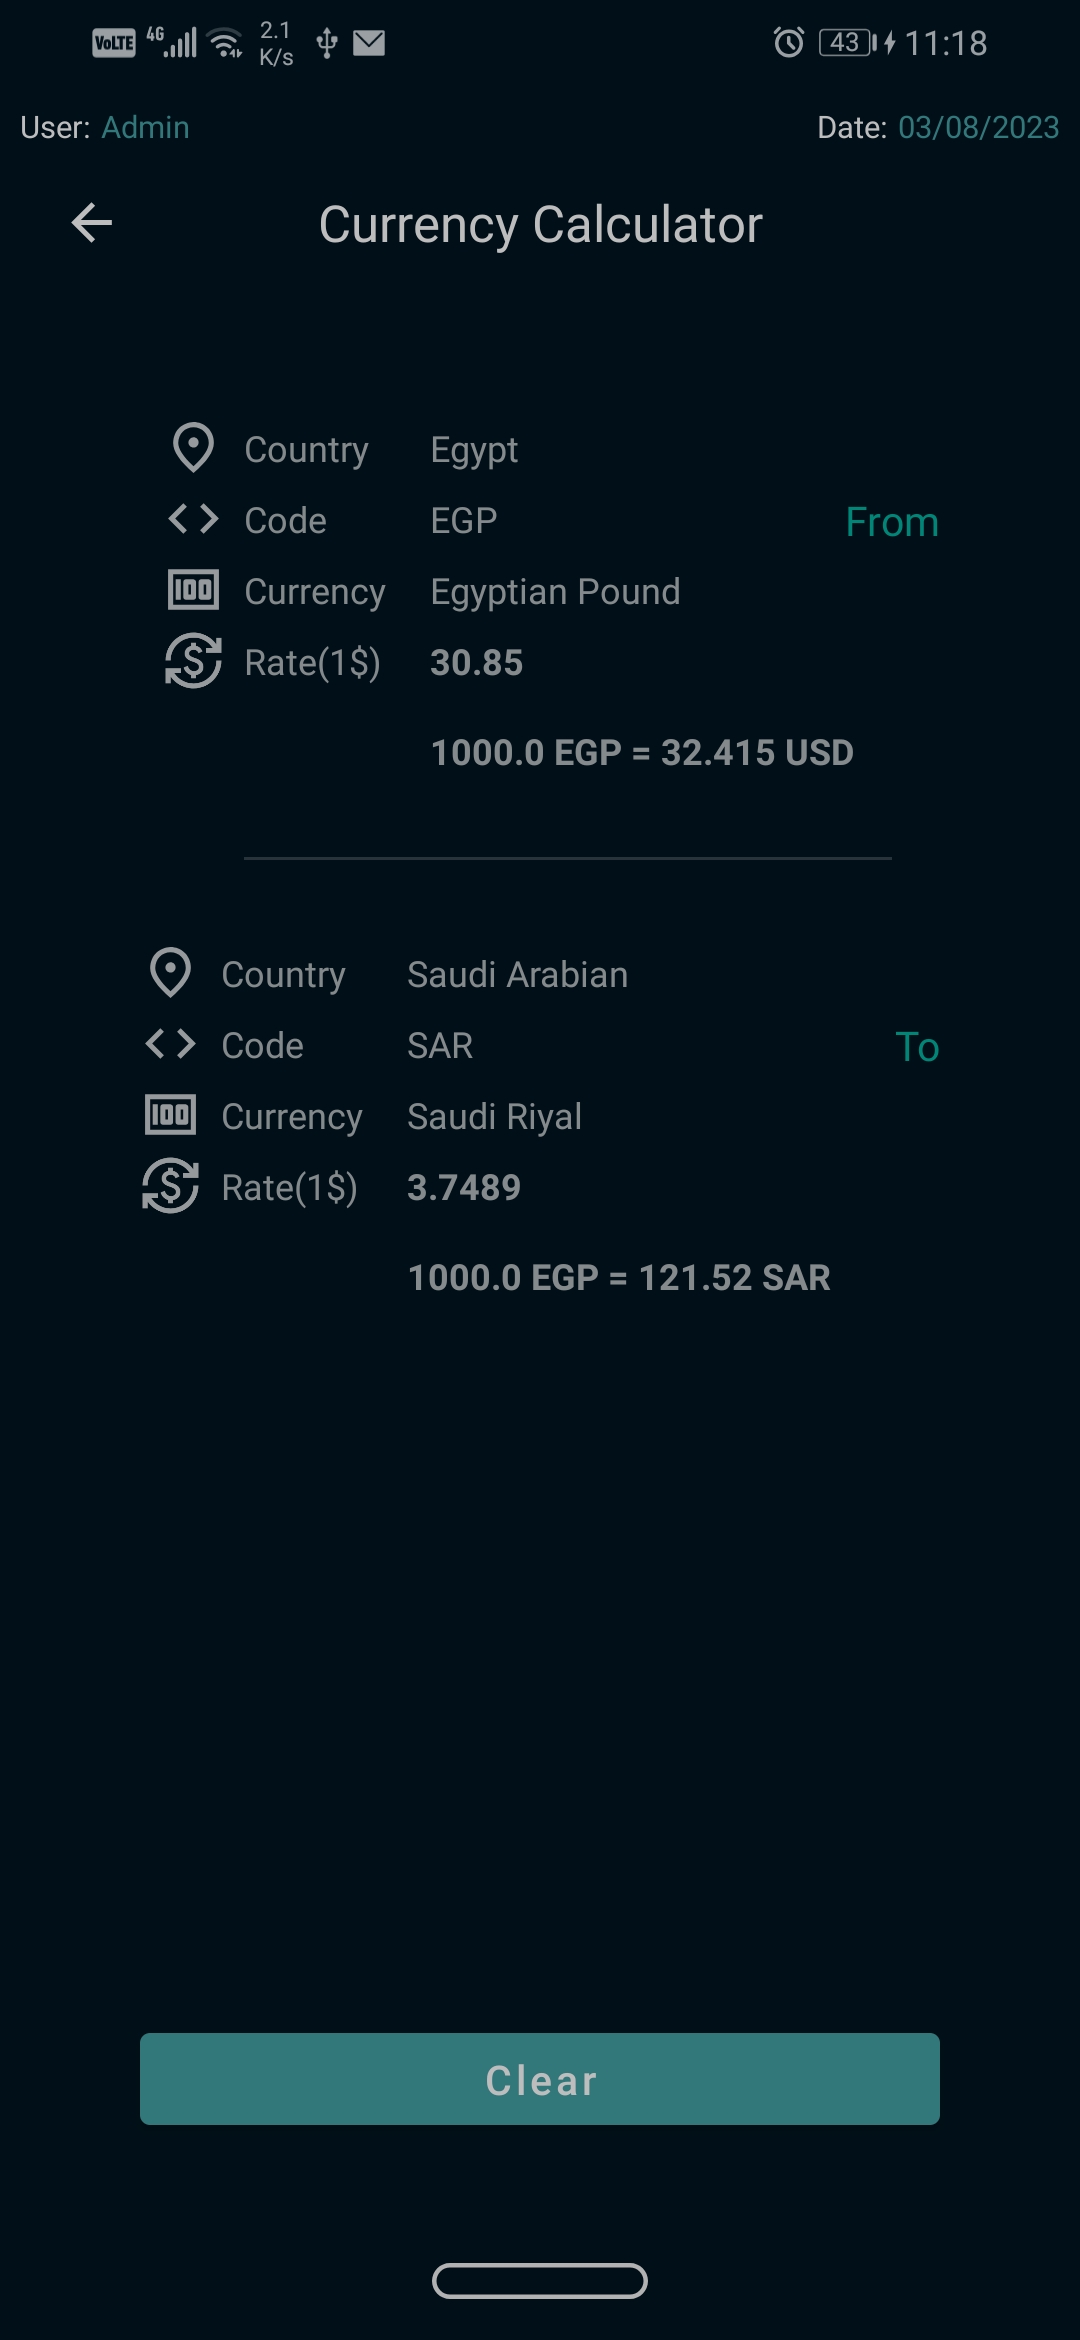 VoLTE 4G 2.1 K/s 43 11:18
User: Admin Date: 03/08/2023
Currency Calculator
Country Egypt
Code EGP From
100 Currency Egyptian Pound
$ Rate(1$) 30.85
1000.0 EGP = 32.415 USD
Country Saudi Arabian
Code SAR To
100 Currency Saudi Riyal
$ Rate(1$) 3.7489
1000.0 EGP = 121.52 SAR
Clear